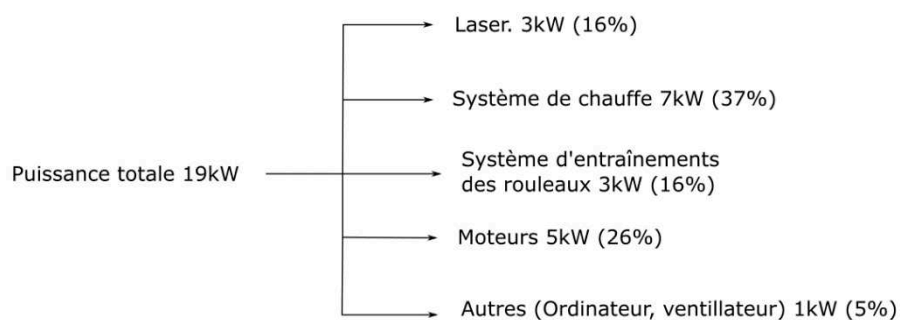 Laser. 3kW (16%)
Système de chauffe 7kW (37%)
Puissance totale 19kW
Système d'entraînements
des rouleaux 3kW (16%)
Moteurs 5kW (26%)
Autres (Ordinateur, ventillateur) 1kW (5%)